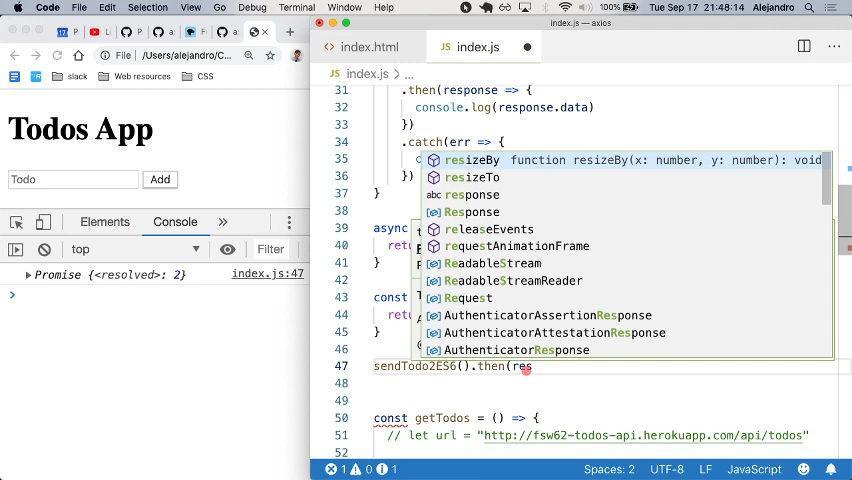 Code File Edit Selection View Go Debug Terminal Window Help 100% Tue Sep 17 21:48:14 Alejandro
index.js — axios
File /Users/alejandro/C...
slack Web resources CSS
Todos App
Todo Add
Elements Console »
top Filter
Promise {<resolved>: 2} index.js:47
index.html index.js
JS index.js > ...
31 .then(response => {
32 console.log(response.data)
33 })
34 .catch(err => {
35 c
36 })
37 }
38
39 async
40 ret
41 }
42
43 const
44 ret
45 }
46
47 sendTodo2ES6().then(res
48
49
50 const getTodos = () => {
51 // let url = "http://fsw62-todos-api.herokuapp.com/api/todos"
52
resizeBy function resizeBy(x: number, y: number): void
resizeTo
abc response
Response
releaseEvents
requestAnimationFrame
ReadableStream
ReadableStreamReader
Request
AuthenticatorAssertionResponse
AuthenticatorAttestationResponse
AuthenticatorResponse
1 0 1 Spaces: 2 UTF-8 LF JavaScript